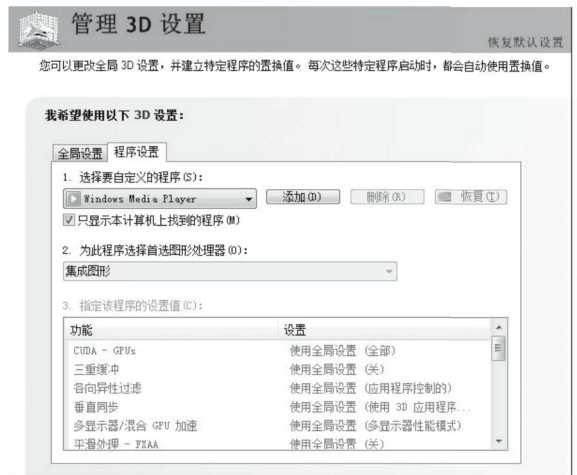 管理 3D 设置
恢复默认设置
您可以更改全局 3D 设置，并建立特定程序的置换值。 每次这些特定程序启动时，都会自动使用置换值。
我希望使用以下 3D 设置：
全局设置 程序设置
1. 选择要自定义的程序(S):
Windows Media Player 添加(D) 删除(R) 恢复(T)
只显示本计算机上找到的程序(M)
2. 为此程序选择首选图形处理器(O):
集成图形
3. 指定该程序的设置值(C):
功能 设置
CUDA - GPUs 使用全局设置 (全部)
三重缓冲 使用全局设置 (关)
各向异性过滤 使用全局设置 (应用程序控制的)
垂直同步 使用全局设置 (使用 3D 应用程序...
多显示器/混合 GPU 加速 使用全局设置 (多显示器性能模式)
平滑处理 - FXAA 使用全局设置 (关)